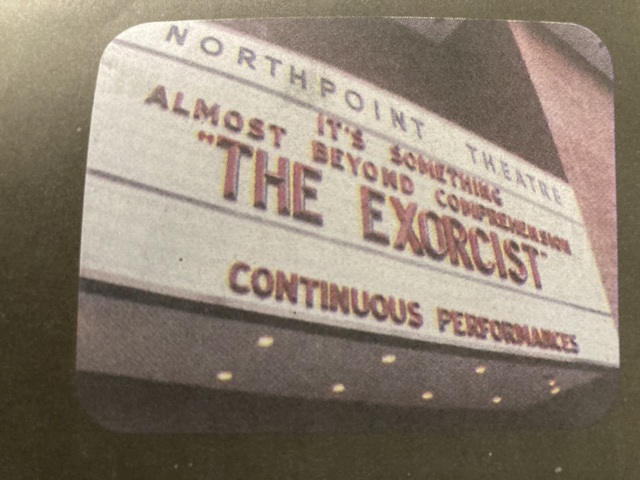 NORTHPOINT THEATRE
IT'S SOMETHING
ALMOST BEYOND COMPREHENSION
"THE EXORCIST"
CONTINUOUS PERFORMANCES